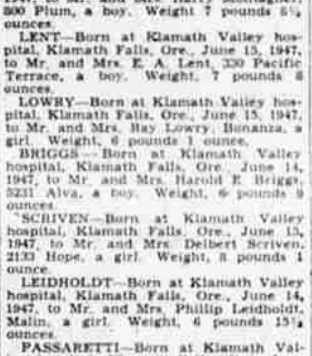 800 Plum, a boy. Weight 7 pounds 5¼
ounces.
LENT—Born at Klamath Valley hos-
pital, Klamath Falls, Ore., June 15, 1947,
to Mr. and Mrs. E. A. Lent, 330 Pacific
Terrace, a boy. Weight, 7 pounds 8
ounces.
LOWRY—Born at Klamath Valley hos-
pital, Klamath Falls, Ore., June 15, 1947,
to Mr. and Mrs. Ray Lowry, Bonanza, a
girl. Weight, 6 pounds 1 ounce.
BRIGGS—Born at Klamath Valley
hospital, Klamath Falls, Ore., June 14,
1947, to Mr. and Mrs. Harold E. Briggs,
5231 Alva, a boy. Weight, 6 pounds 9
ounces.
SCRIVEN—Born at Klamath Valley
hospital, Klamath Falls, Ore., June 15,
1947, to Mr. and Mrs. Delbert Scriven,
2133 Hope, a girl. Weight, 8 pounds 1
ounce.
LEIDHOLDT—Born at Klamath Valley
hospital, Klamath Falls, Ore., June 14,
1947, to Mr. and Mrs. Phillip Leidholdt,
Malin, a girl. Weight, 6 pounds 15¼
ounces.
PASSARETTI—Born at Klamath Val-